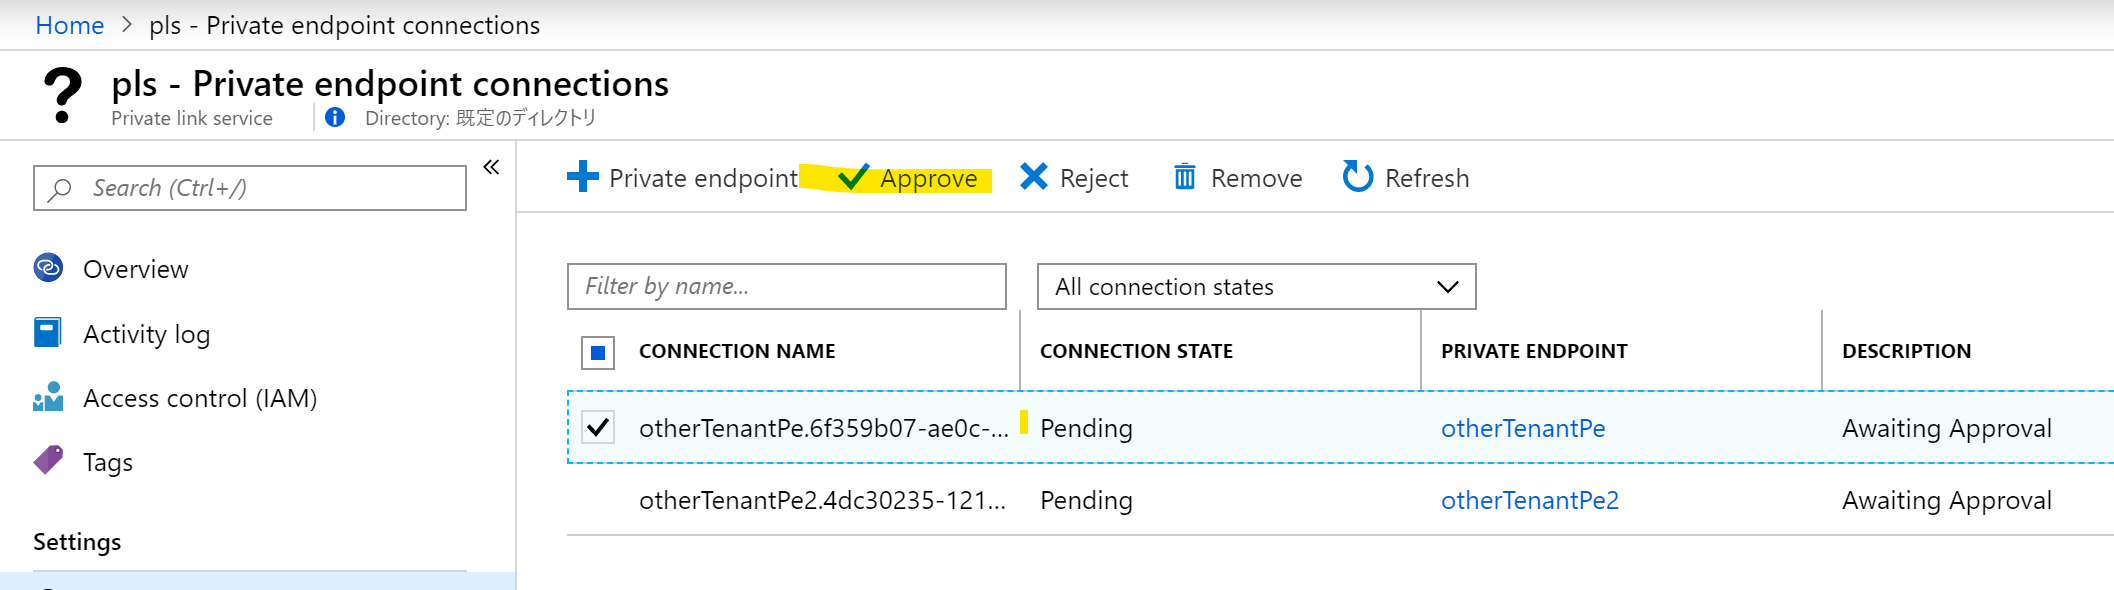 Home > pls - Private endpoint connections
pls - Private endpoint connections
Private link service
Directory: 既定のディレクトリ
Search (Ctrl+/)
Overview
Activity log
Access control (IAM)
Tags
Settings
Private endpoint Approve Reject Remove Refresh
Filter by name...
All connection states
CONNECTION NAME CONNECTION STATE PRIVATE ENDPOINT DESCRIPTION
otherTenantPe.6f359b07-ae0c-... Pending otherTenantPe Awaiting Approval
otherTenantPe2.4dc30235-121... Pending otherTenantPe2 Awaiting Approval